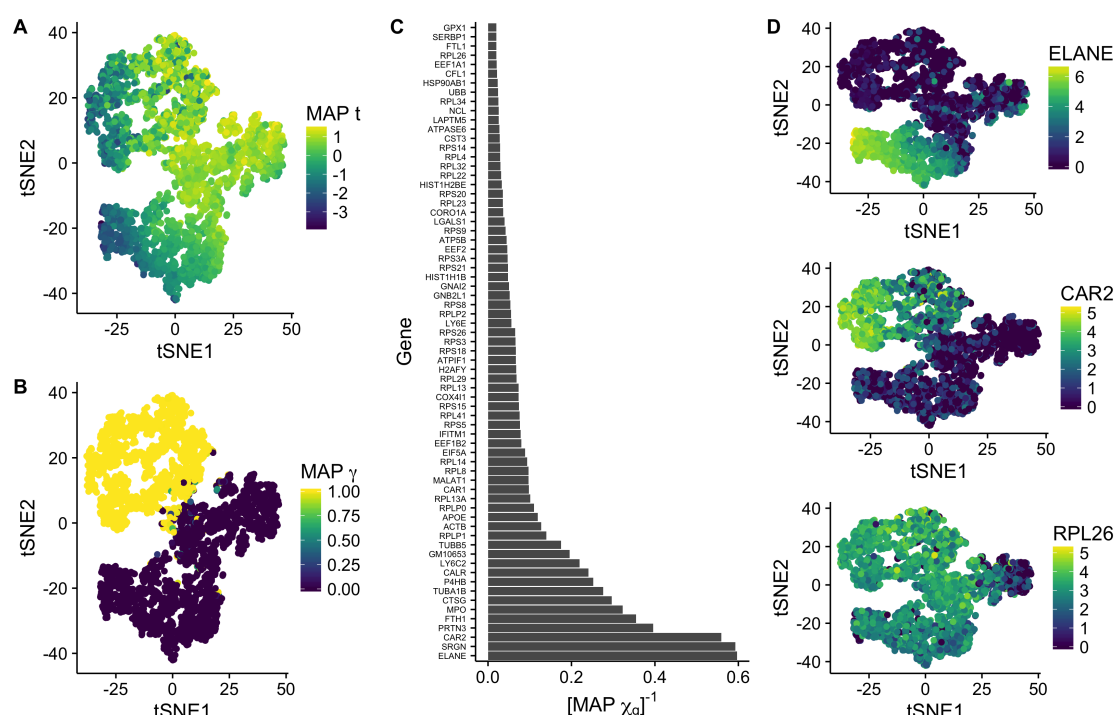 A
40
20
0
-20
-40
tSNE2
-25
0
25
50
tSNE1
MAP t
1
0
-1
-2
-3
B
40
20
0
-20
-40
tSNE2
-25
0
25
50
tSNE1
MAP γ
1.00
0.75
0.50
0.25
0.00
C
Gene
GPX1
SERBP1
FTL1
RPL26
EEF1A1
CFL1
HSP90AB1
UBB
RPL34
NCL
LAPTM5
ATPASE6
CST3
RPS14
RPL4
RPL32
RPL22
HIST1H2BE
RPS20
RPL23
CORO1A
LGALS1
RPS9
ATP5B
EEF2
RPS3A
RPS21
HIST1H1B
GNAI2
GNB2L1
RPS8
RPLP2
LY6E
RPS26
RPS3
RPS18
ATPIF1
H2AFY
RPL29
RPL13
COX4I1
RPS15
RPL41
RPS5
IFITM1
EEF1B2
EIF5A
RPL14
RPL8
MALAT1
CAR1
RPL13A
RPLP0
APOE
ACTB
RPLP1
TUBB5
GM10653
LY6C2
CALR
P4HB
TUBA1B
CTSG
MPO
FTH1
PRTN3
CAR2
SRGN
ELANE
0.0
0.2
0.4
0.6
[MAP χg]-1
D
40
20
0
-20
-40
tSNE2
-25
0
25
50
tSNE1
ELANE
6
4
2
0
40
20
0
-20
-40
tSNE2
-25
0
25
50
tSNE1
CAR2
5
4
3
2
1
0
40
20
0
-20
-40
tSNE2
-25
0
25
50
tSNE1
RPL26
5
4
3
2
1
0